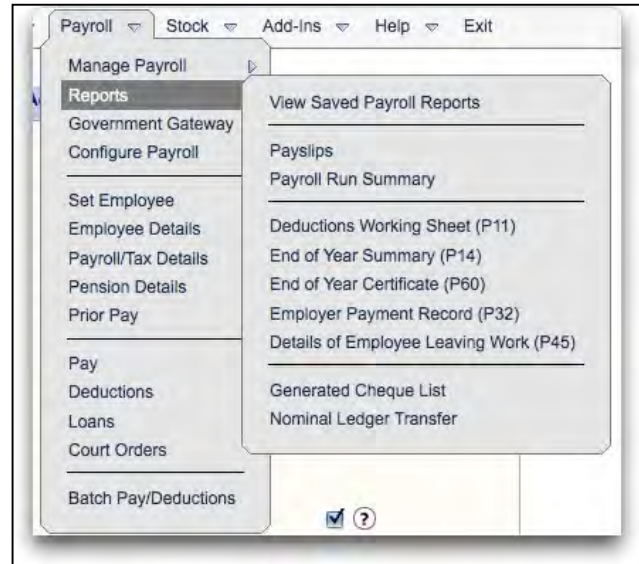 Payroll Stock Add-Ins Help Exit
Manage Payroll
Reports
Government Gateway
Configure Payroll
Set Employee
Employee Details
Payroll/Tax Details
Pension Details
Prior Pay
Pay
Deductions
Loans
Court Orders
Batch Pay/Deductions
View Saved Payroll Reports
Payslips
Payroll Run Summary
Deductions Working Sheet (P11)
End of Year Summary (P14)
End of Year Certificate (P60)
Employer Payment Record (P32)
Details of Employee Leaving Work (P45)
Generated Cheque List
Nominal Ledger Transfer
?